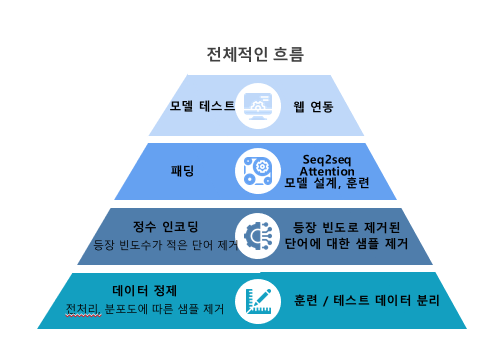 전체적인 흐름
모델 테스트
웹 연동
패딩
Seq2seq
Attention
모델 설계, 훈련
정수 인코딩
등장 빈도수가 적은 단어 제거
등장 빈도로 제거된
단어에 대한 샘플 제거
데이터 정제
전처리, 분포도에 따른 샘플 제거
훈련 / 테스트 데이터 분리